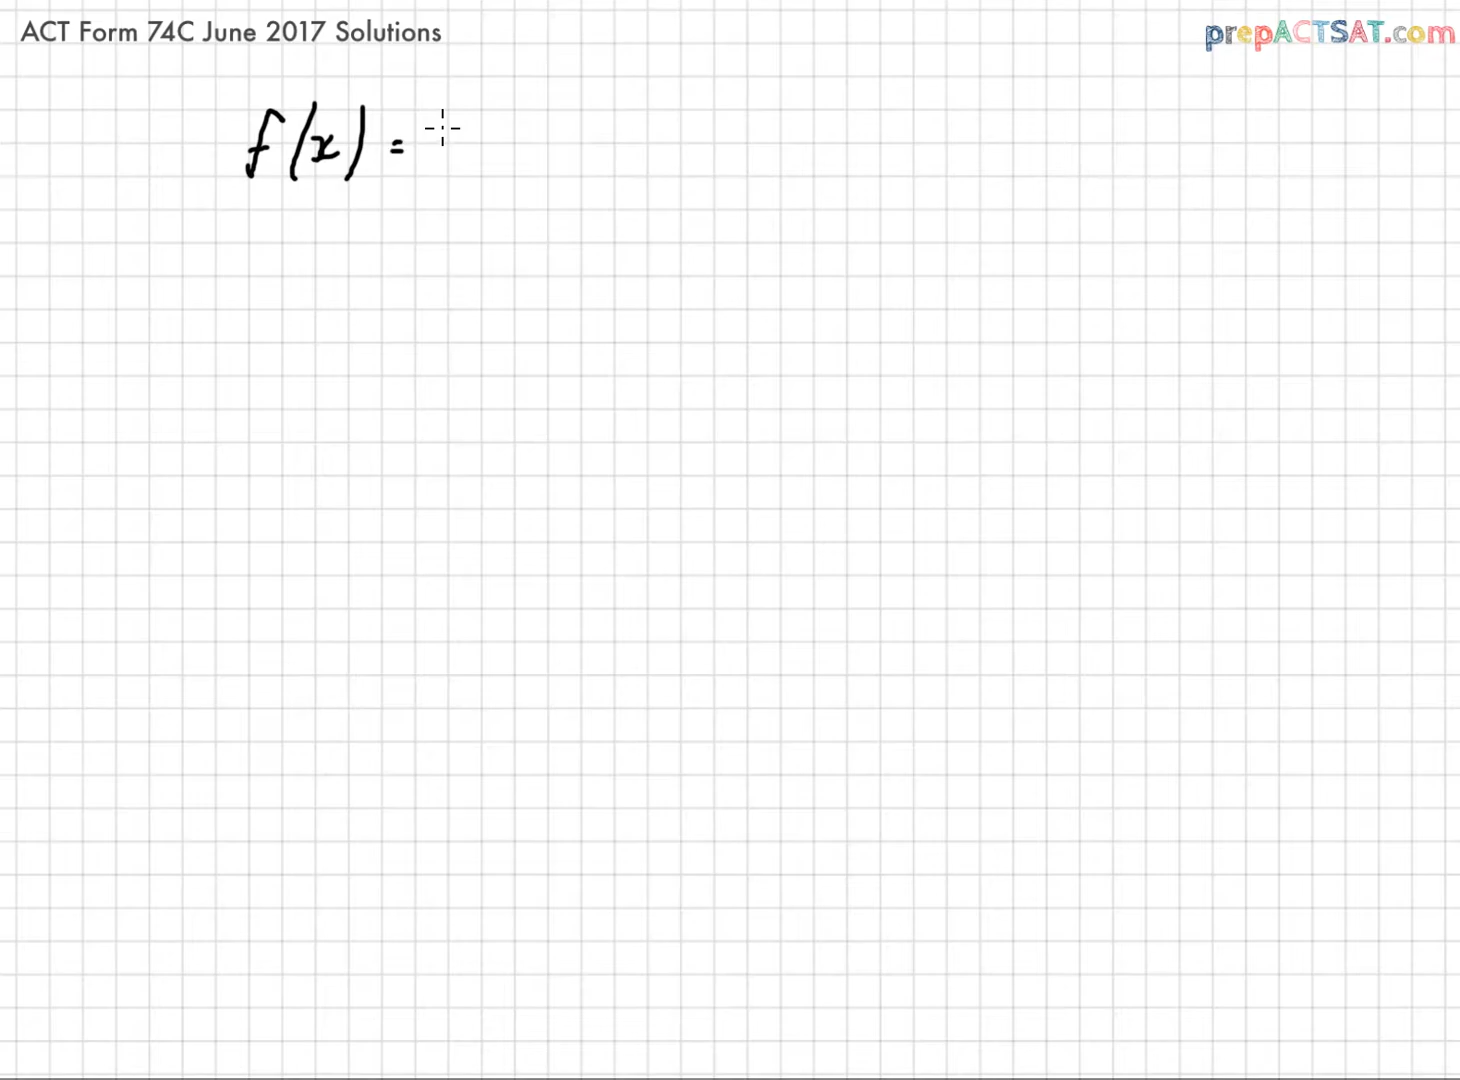 ACT Form 74C June 2017 Solutions
prepACTSAT.com
f(x) =